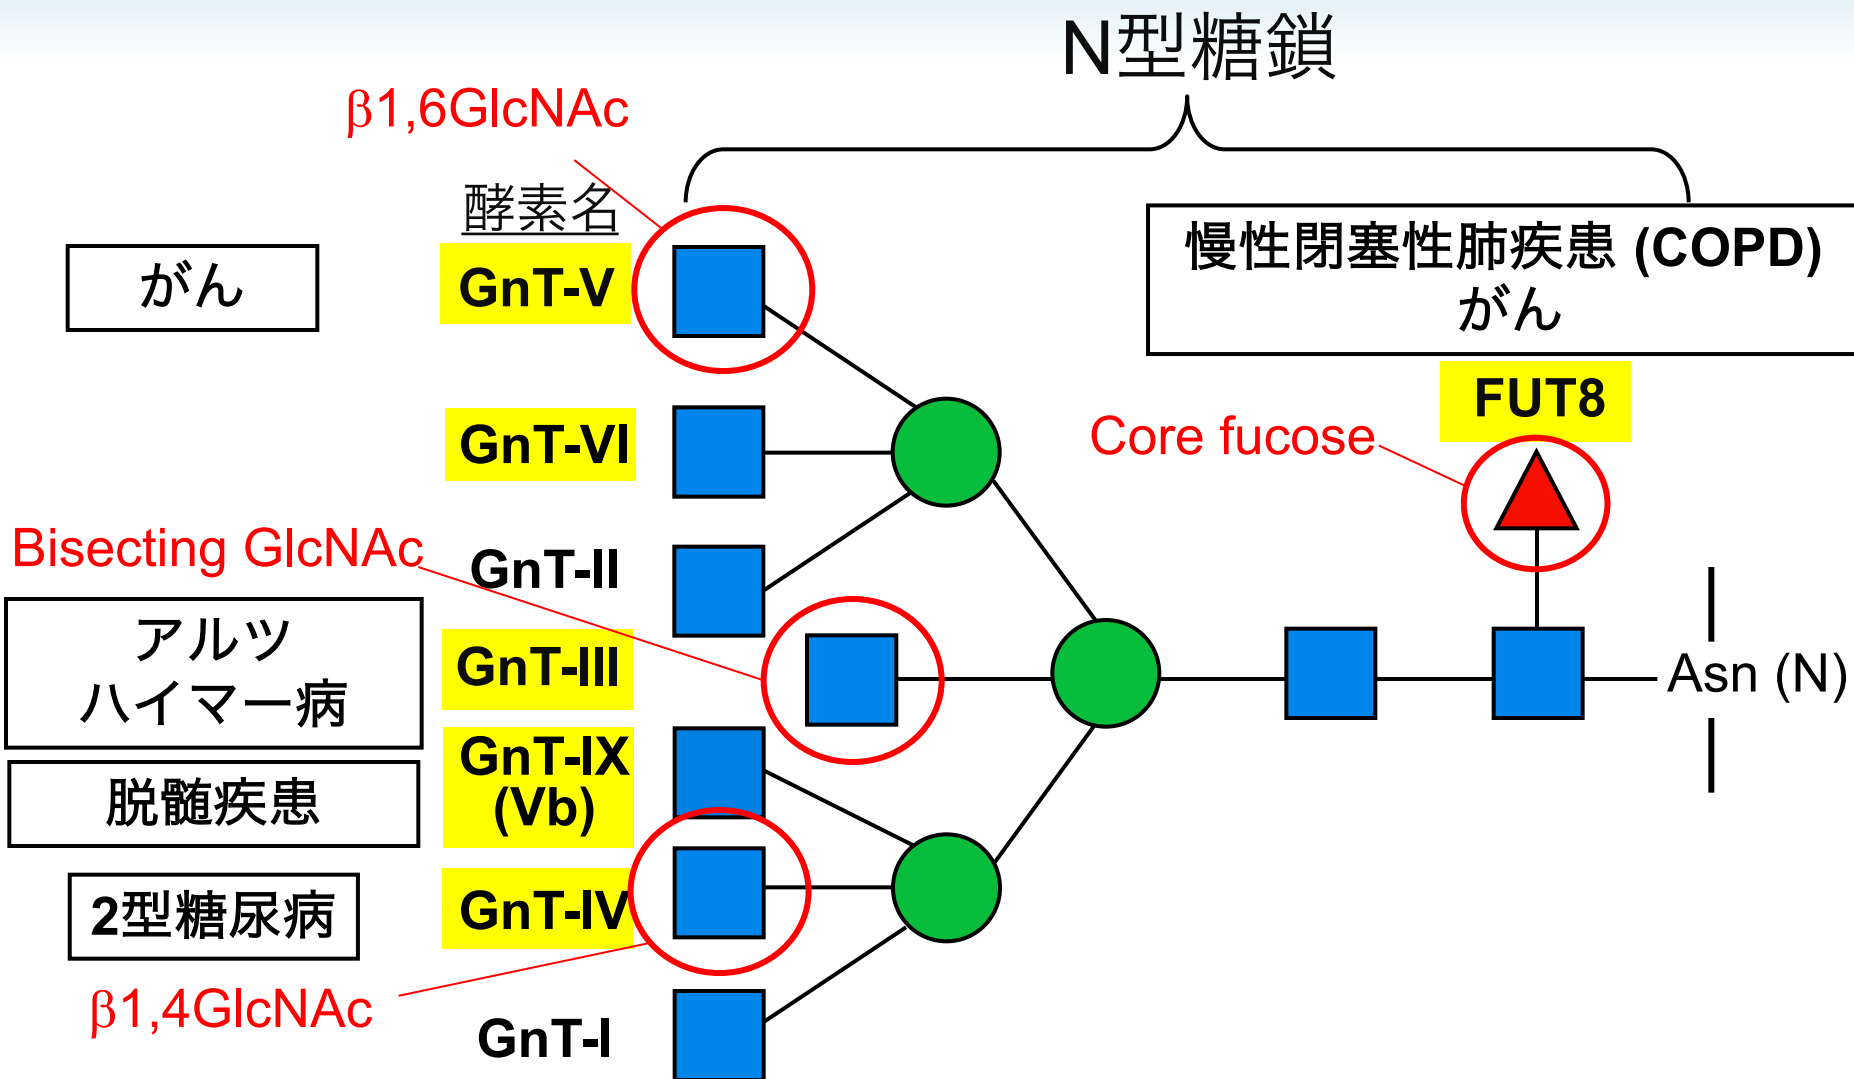 N型糖鎖
β1,6GlcNAc
酵素名
がん
GnT-V
慢性閉塞性肺疾患 (COPD)
がん
FUT8
Core fucose
GnT-VI
Bisecting GlcNAc
GnT-II
アルツ
ハイマー病
GnT-III
Asn (N)
脱髄疾患
GnT-IX
(Vb)
2型糖尿病
GnT-IV
β1,4GlcNAc
GnT-I